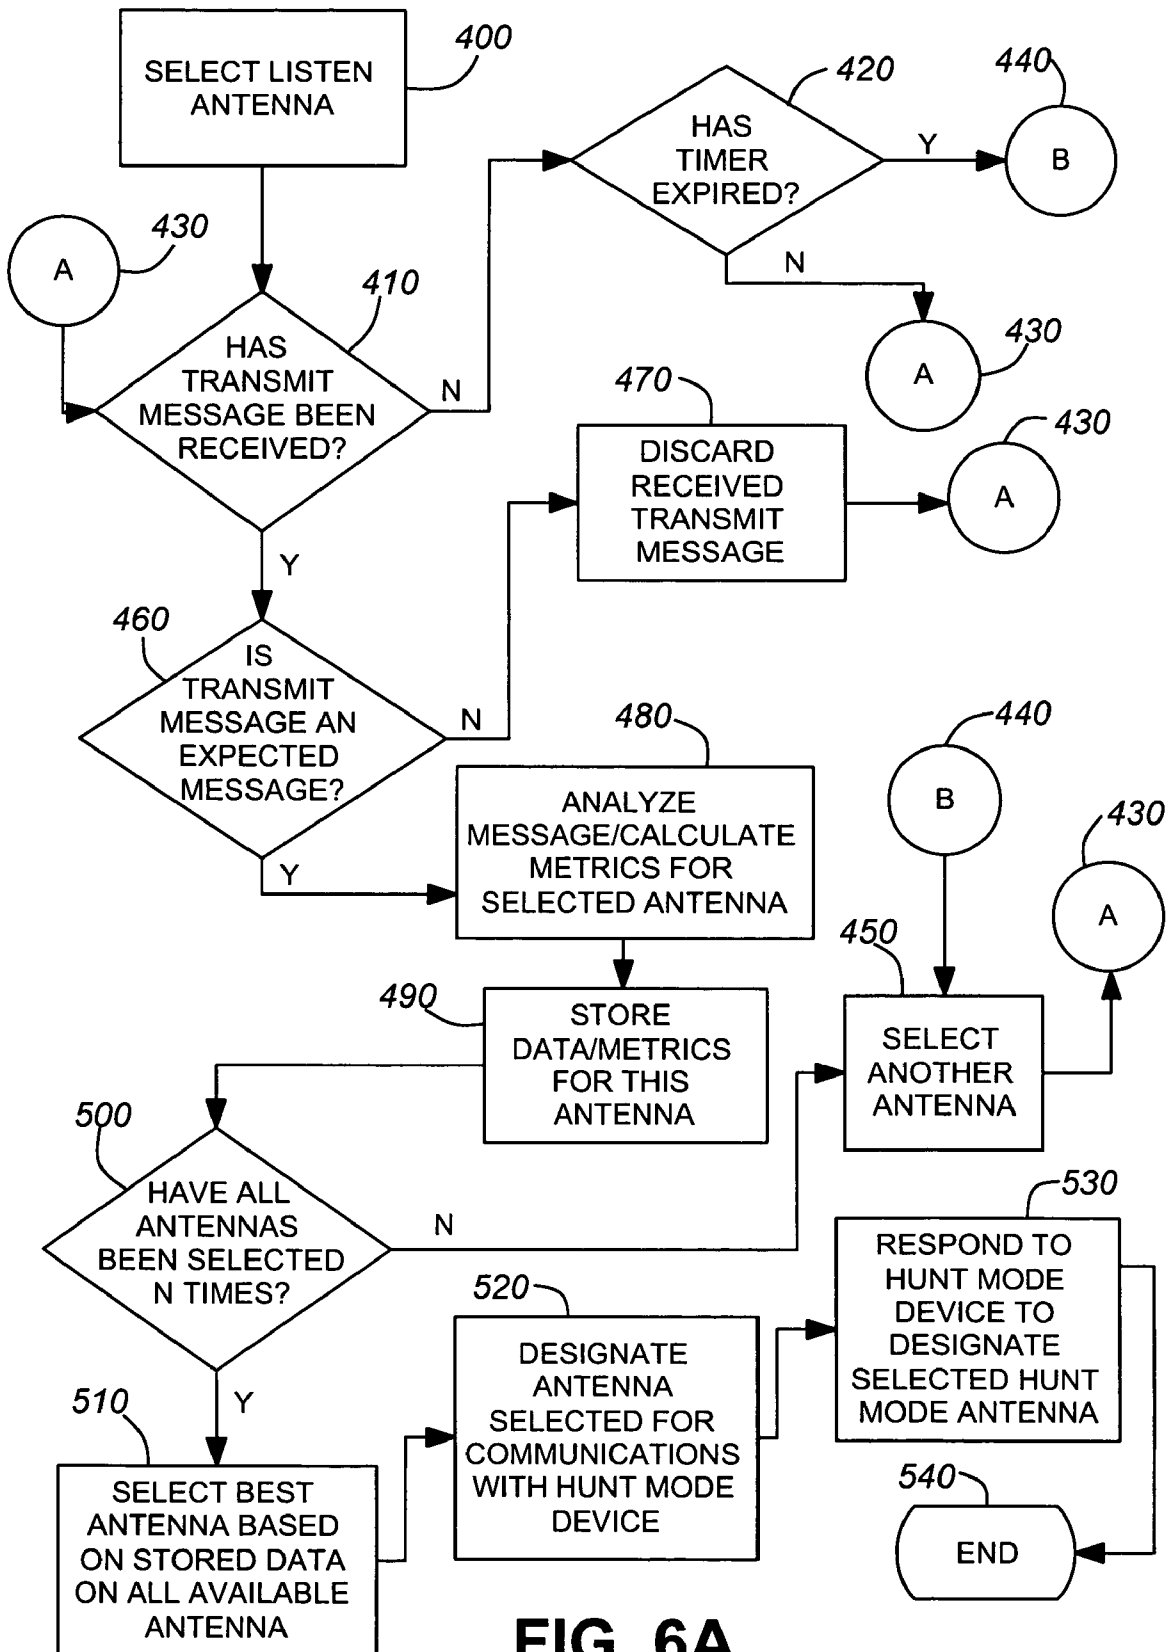 SELECT LISTEN
ANTENNA
400
HAS
TIMER
EXPIRED?
420
Y
B
440
N
A
430
A
430
HAS
TRANSMIT
MESSAGE BEEN
RECEIVED?
410
N
Y
DISCARD
RECEIVED
TRANSMIT
MESSAGE
470
A
430
IS
TRANSMIT
MESSAGE AN
EXPECTED
MESSAGE?
460
N
Y
ANALYZE
MESSAGE/CALCULATE
METRICS FOR
SELECTED ANTENNA
480
B
440
A
430
STORE
DATA/METRICS
FOR THIS
ANTENNA
490
SELECT
ANOTHER
ANTENNA
450
HAVE ALL
ANTENNAS
BEEN SELECTED
N TIMES?
500
N
Y
SELECT BEST
ANTENNA BASED
ON STORED DATA
ON ALL AVAILABLE
ANTENNA
510
DESIGNATE
ANTENNA
SELECTED FOR
COMMUNICATIONS
WITH HUNT MODE
DEVICE
520
RESPOND TO
HUNT MODE
DEVICE TO
DESIGNATE
SELECTED HUNT
MODE ANTENNA
530
END
540
FIG. 6A